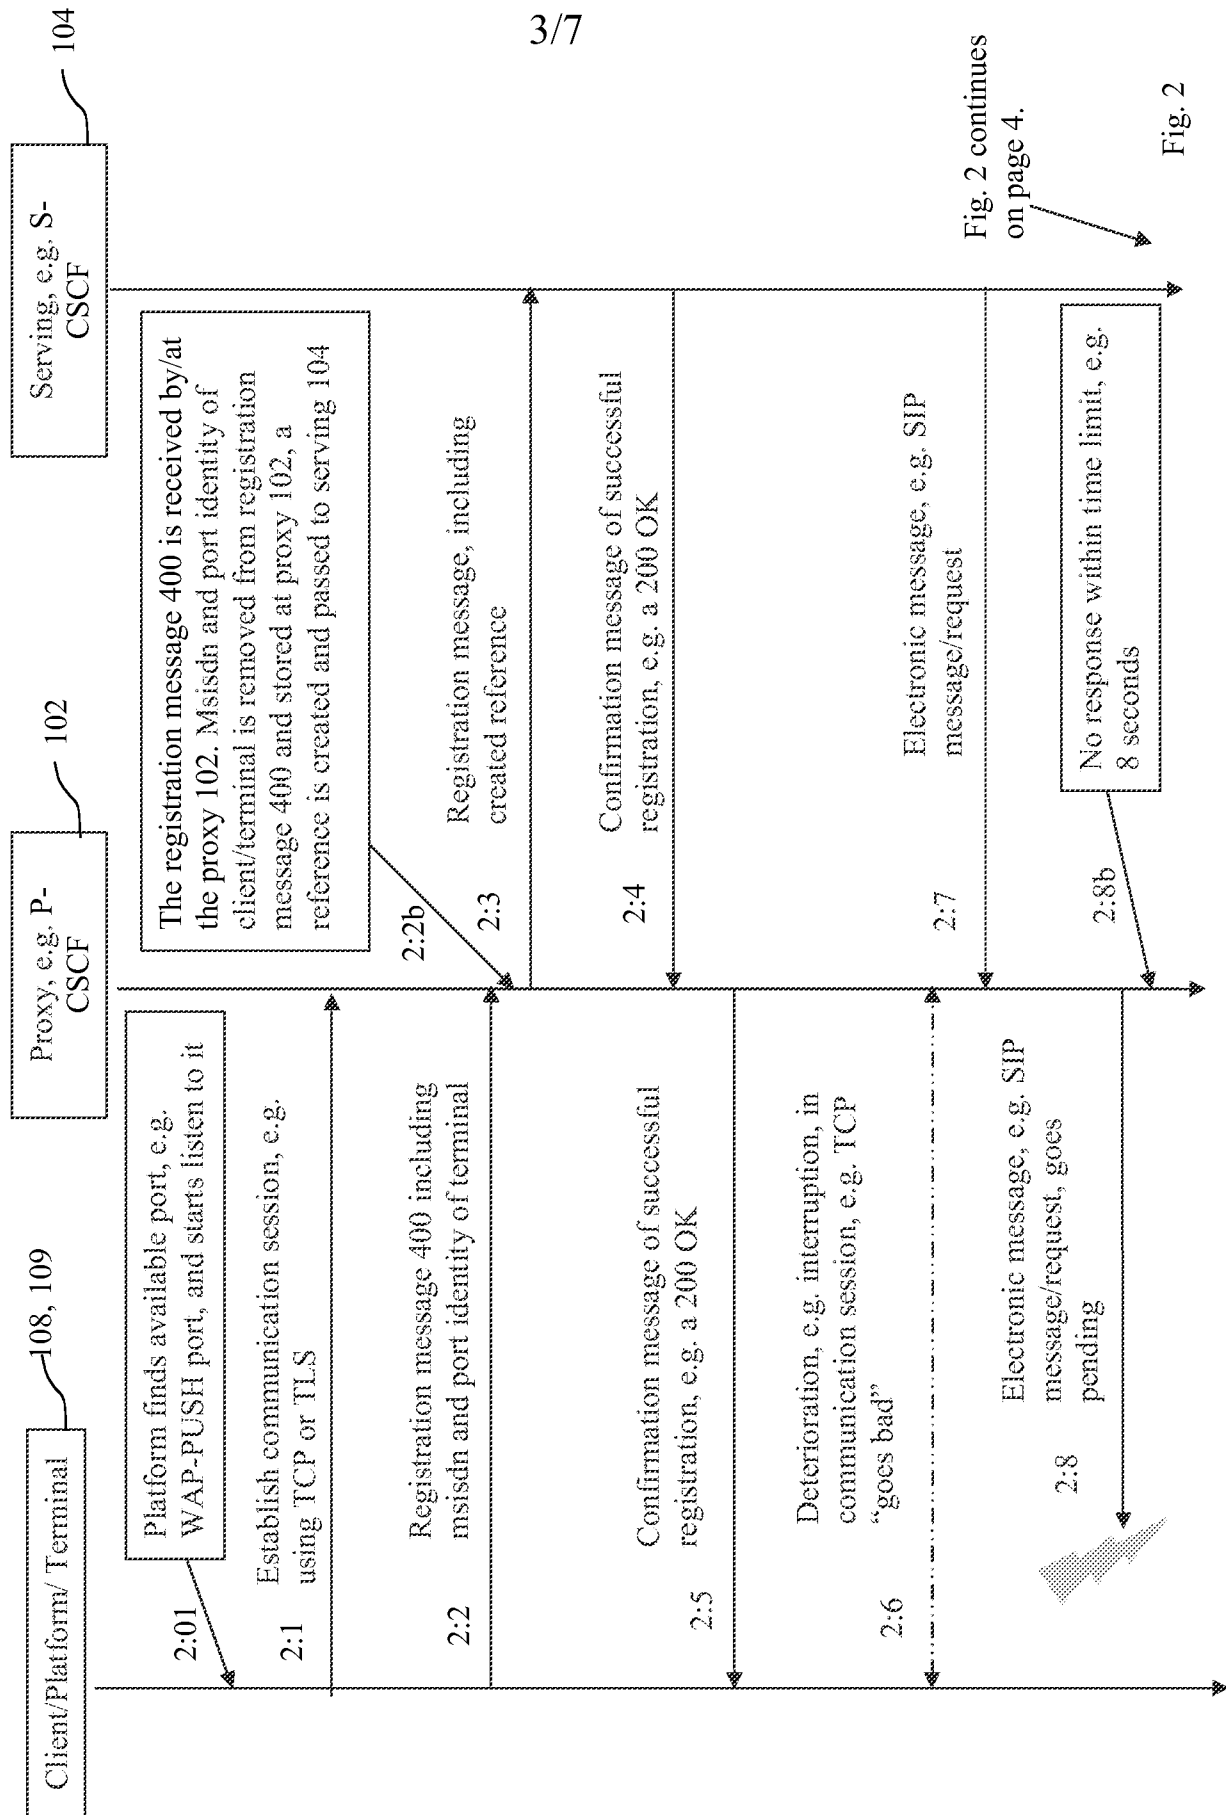 3/7
Client/Platform/ Terminal
108, 109
Proxy, e.g. P-
CSCF
102
Serving, e.g. S-
CSCF
104
Platform finds available port, e.g.
WAP-PUSH port, and starts listen to it
2:01
Establish communication session, e.g.
using TCP or TLS
2:1
Registration message 400 including
msisdn and port identity of terminal
2:2
The registration message 400 is received by/at
the proxy 102. Msisdn and port identity of
client/terminal is removed from registration
message 400 and stored at proxy 102, a
reference is created and passed to serving 104
2:2b
Registration message, including
created reference
2:3
Confirmation message of successful
registration, e.g. a 200 OK
2:4
Confirmation message of successful
registration, e.g. a 200 OK
2:5
Deterioration, e.g. interruption, in
communication session, e.g. TCP
“goes bad”
2:6
Electronic message, e.g. SIP
message/request
2:7
Electronic message, e.g. SIP
message/request, goes
pending
2:8
No response within time limit, e.g.
8 seconds
2:8b
Fig. 2 continues
on page 4.
Fig. 2